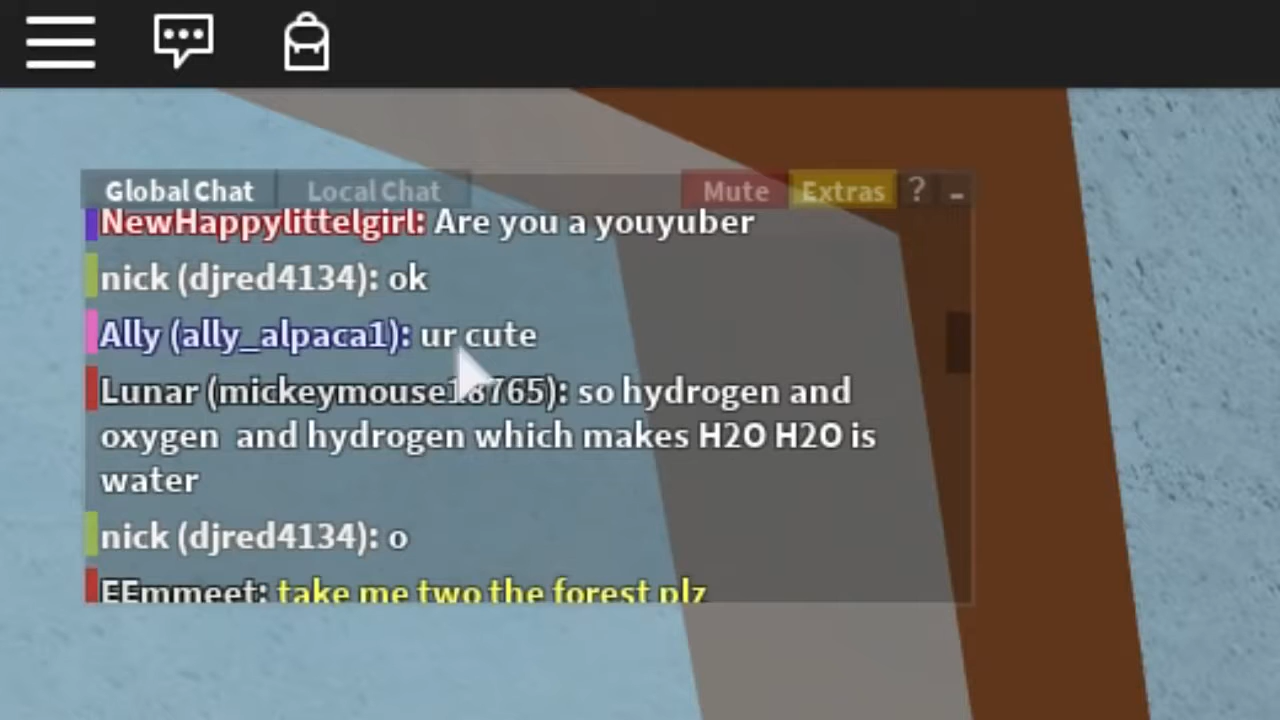 Global Chat Local Chat Mute Extras ? -
NewHappylittelgirl: Are you a youyuber
nick (djred4134): ok
Ally (ally_alpaca1): ur cute
Lunar (mickeymouse18765): so hydrogen and
oxygen and hydrogen which makes H2O H2O is
water
nick (djred4134): o
EEmmeet: take me two the forest plz